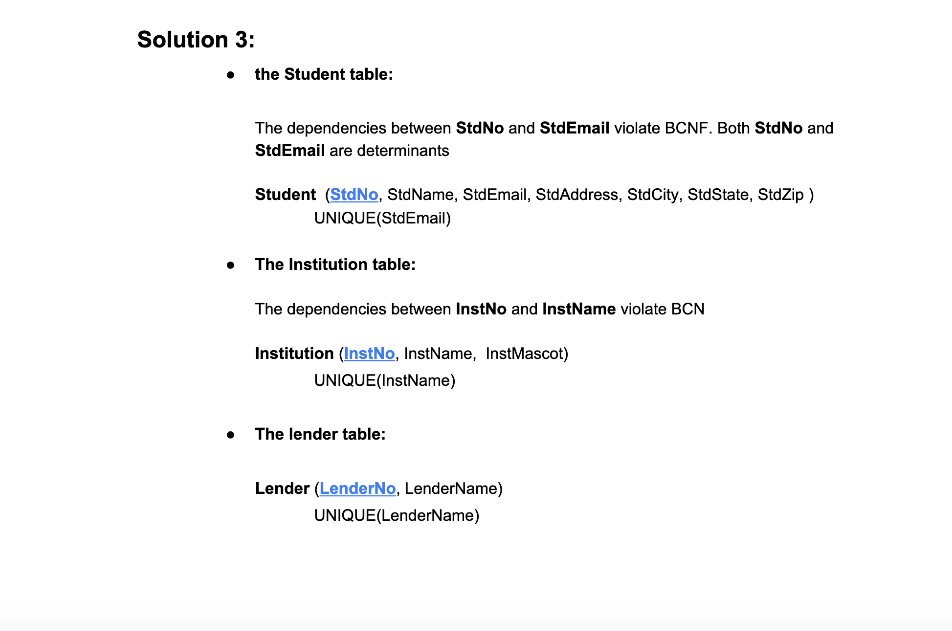 Solution 3:
● the Student table:
The dependencies between StdNo and StdEmail violate BCNF. Both StdNo and
StdEmail are determinants
Student (StdNo, StdName, StdEmail, StdAddress, StdCity, StdState, StdZip )
UNIQUE(StdEmail)
● The Institution table:
The dependencies between InstNo and InstName violate BCN
Institution (InstNo, InstName, InstMascot)
UNIQUE(InstName)
● The lender table:
Lender (LenderNo, LenderName)
UNIQUE(LenderName)